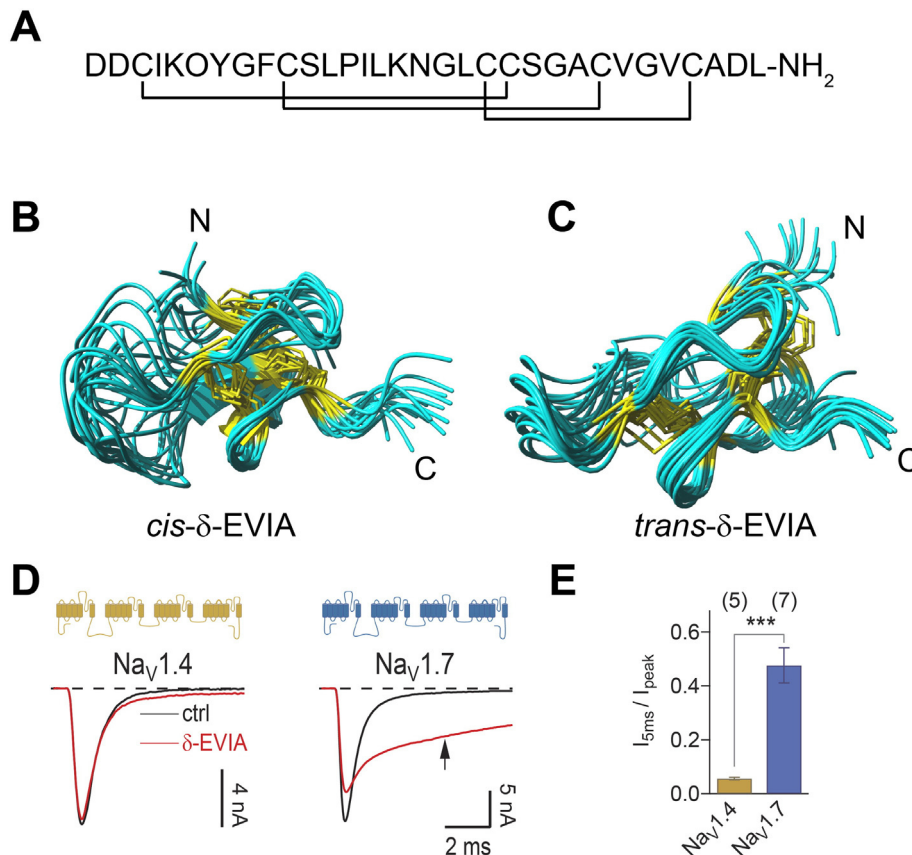 A
DDCIKOYGFCSLPILKNGLCCSGACVGVCADL-NH₂
B
C
N
N
C
C
cis-δ-EVIA
trans-δ-EVIA
D
E
Naᵥ1.4
Naᵥ1.7
ctrl
δ-EVIA
4 nA
5 nA
2 ms
(5) (7)
***
0.6
0.4
0.2
0.0
I5ms / Ipeak
Naᵥ1.4
Naᵥ1.7